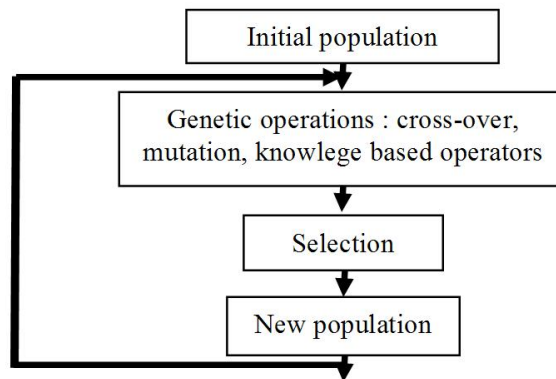 Initial population
Genetic operations : cross-over,
mutation, knowlege based operators
Selection
New population